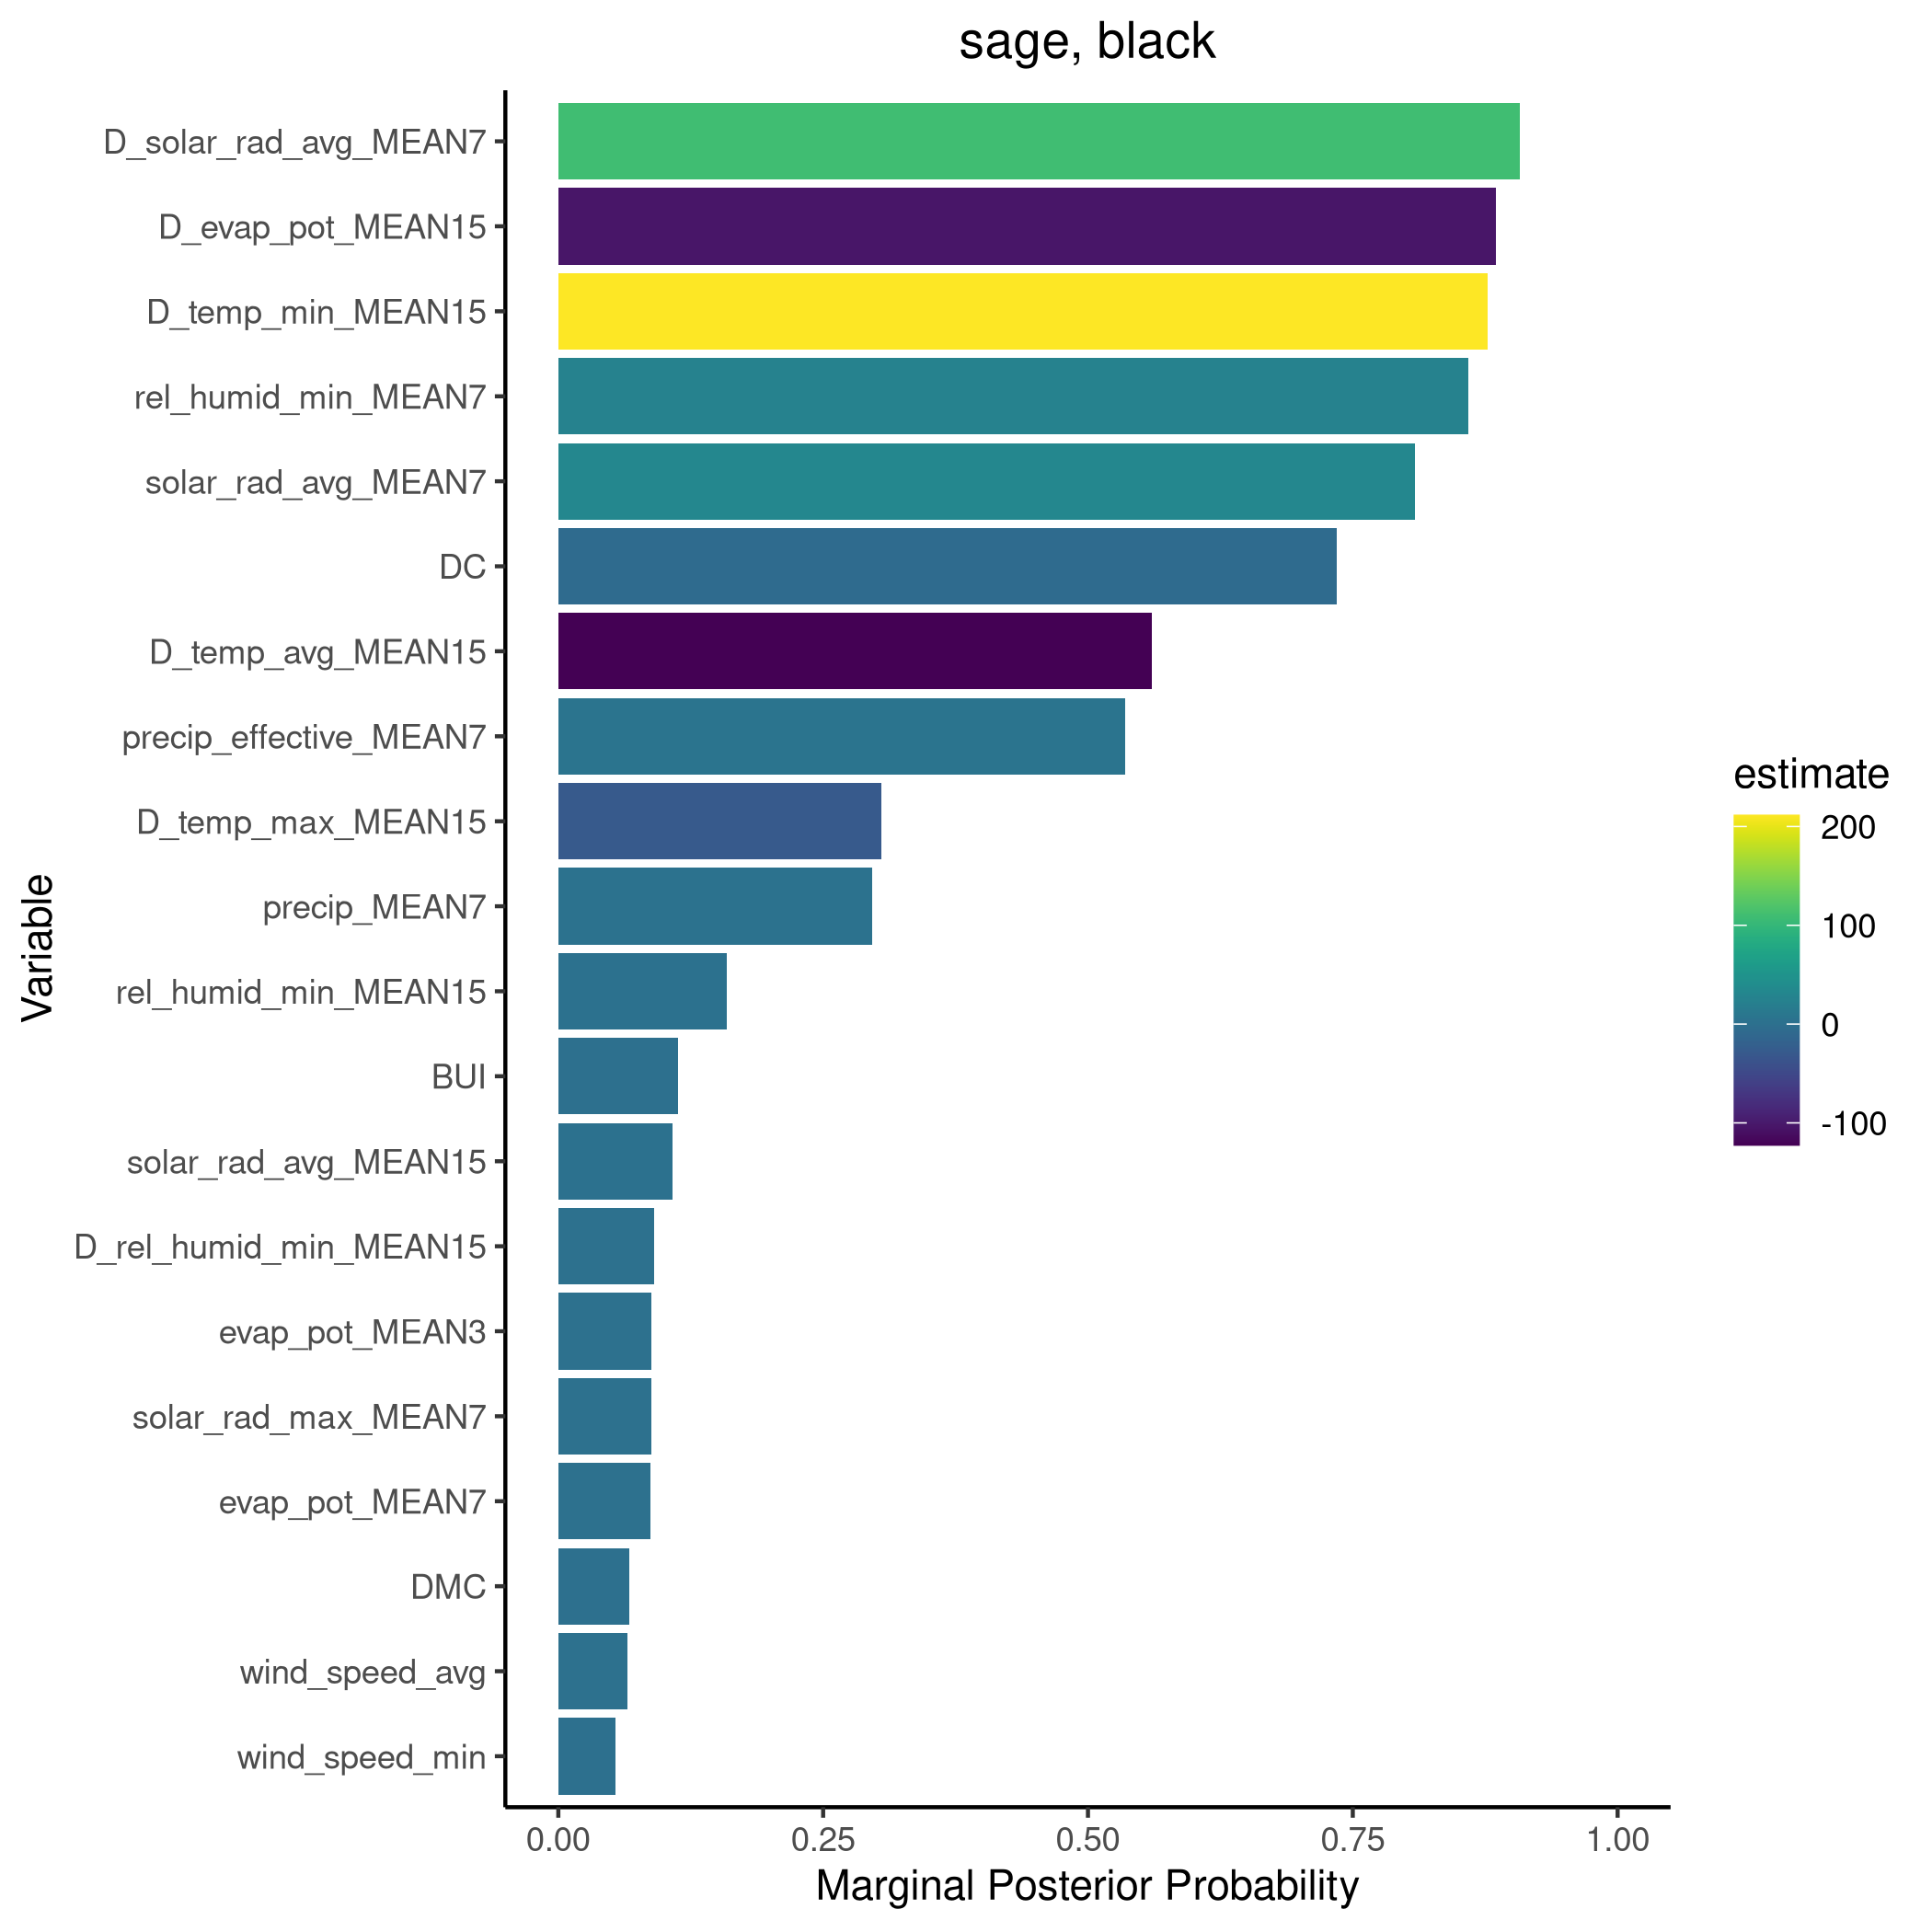 sage, black
D_solar_rad_avg_MEAN7
D_evap_pot_MEAN15
D_temp_min_MEAN15
rel_humid_min_MEAN7
solar_rad_avg_MEAN7
DC
D_temp_avg_MEAN15
precip_effective_MEAN7
D_temp_max_MEAN15
precip_MEAN7
rel_humid_min_MEAN15
BUI
solar_rad_avg_MEAN15
D_rel_humid_min_MEAN15
evap_pot_MEAN3
solar_rad_max_MEAN7
evap_pot_MEAN7
DMC
wind_speed_avg
wind_speed_min
Variable
0.00 0.25 0.50 0.75 1.00
Marginal Posterior Probability
estimate
200
100
0
-100